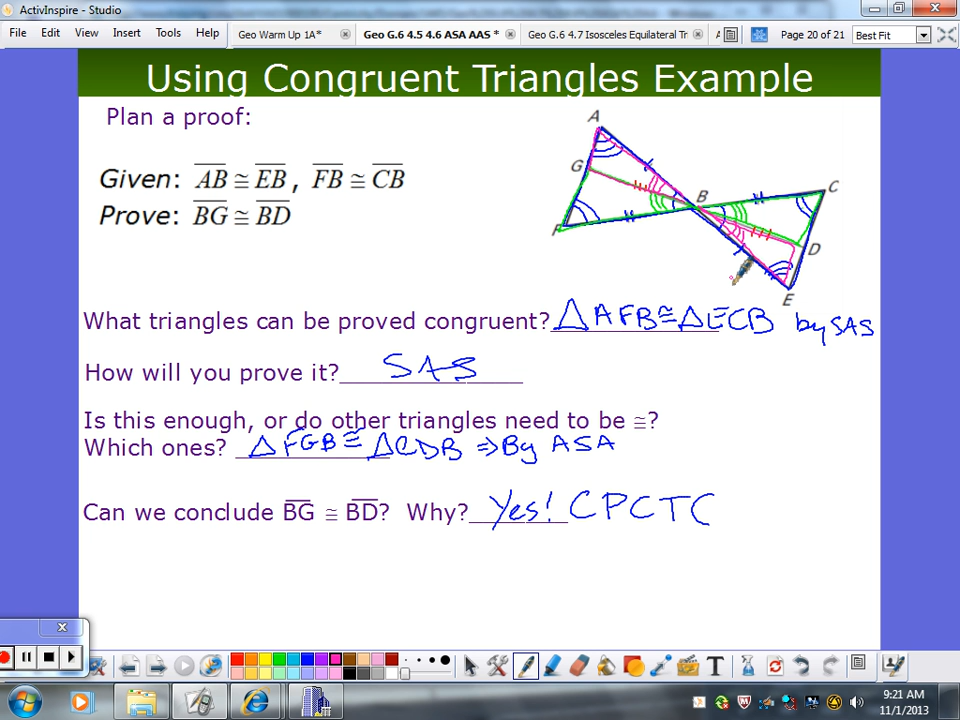 ActivInspire - Studio
File Edit View Insert Tools Help
Geo Warm Up 1A*
Geo G.6 4.5 4.6 ASA AAS *
Geo G.6 4.7 Isosceles Equilateral Tr
Page 20 of 21
Best Fit
Using Congruent Triangles Example
Plan a proof:
Given: AB ≅ EB , FB ≅ CB
Prove: BG ≅ BD
A
G
B
C
F
D
E
What triangles can be proved congruent? △AFB ≅ △ECB by SAS
How will you prove it? SAS
Is this enough, or do other triangles need to be ≅?
Which ones? △FGB ≅ △CDB ⇒ By ASA
Can we conclude BG ≅ BD? Why? Yes! CPCTC
9:21 AM
11/1/2013